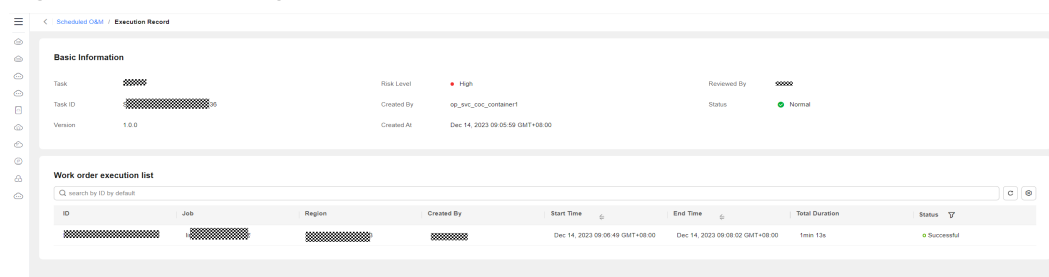 Scheduled O&M / Execution Record
Basic Information
Task
Risk Level High
Reviewed By
Task ID 36
Created By op_svc_coc_container1
Status Normal
Version 1.0.0
Created At Dec 14, 2023 09:05:59 GMT+08:00
Work order execution list
search by ID by default
ID Job Region Created By Start Time End Time Total Duration Status
Dec 14, 2023 09:06:49 GMT+08:00 Dec 14, 2023 09:08:02 GMT+08:00 1min 13s Successful